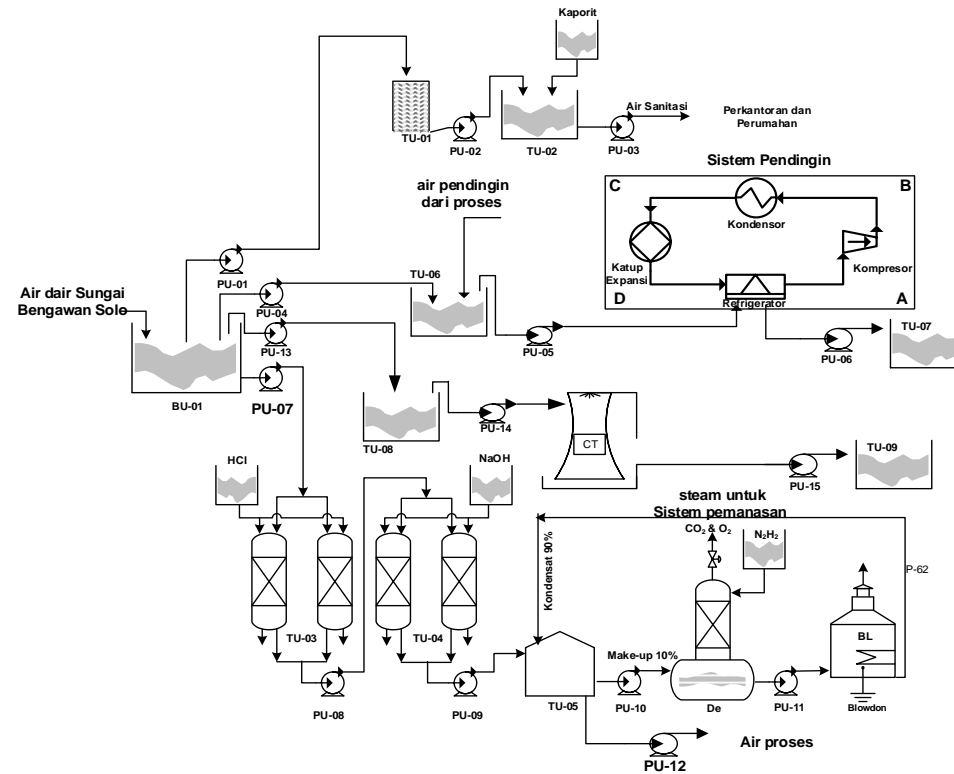 Kaporit
TU-01
PU-02
TU-02
Air Sanitasi
PU-03
Perkantoran dan
Perumahan
Sistem Pendingin
C
B
Kondensor
Katup
Expansi
Kompresor
D
Refrigerator
A
air pendingin
dari proses
PU-01
TU-06
PU-04
Air dair Sungai
Bengawan Solo
PU-13
PU-05
PU-06
TU-07
BU-01
PU-07
TU-08
PU-14
CT
TU-09
PU-15
HCl
NaOH
steam untuk
Sistem pemanasan
CO2 & O2
N2H2
Kondensat 90%
P-62
TU-03
TU-04
BL
Make-up 10%
PU-08
PU-09
TU-05
PU-10
De
PU-11
Blowdon
PU-12
Air proses